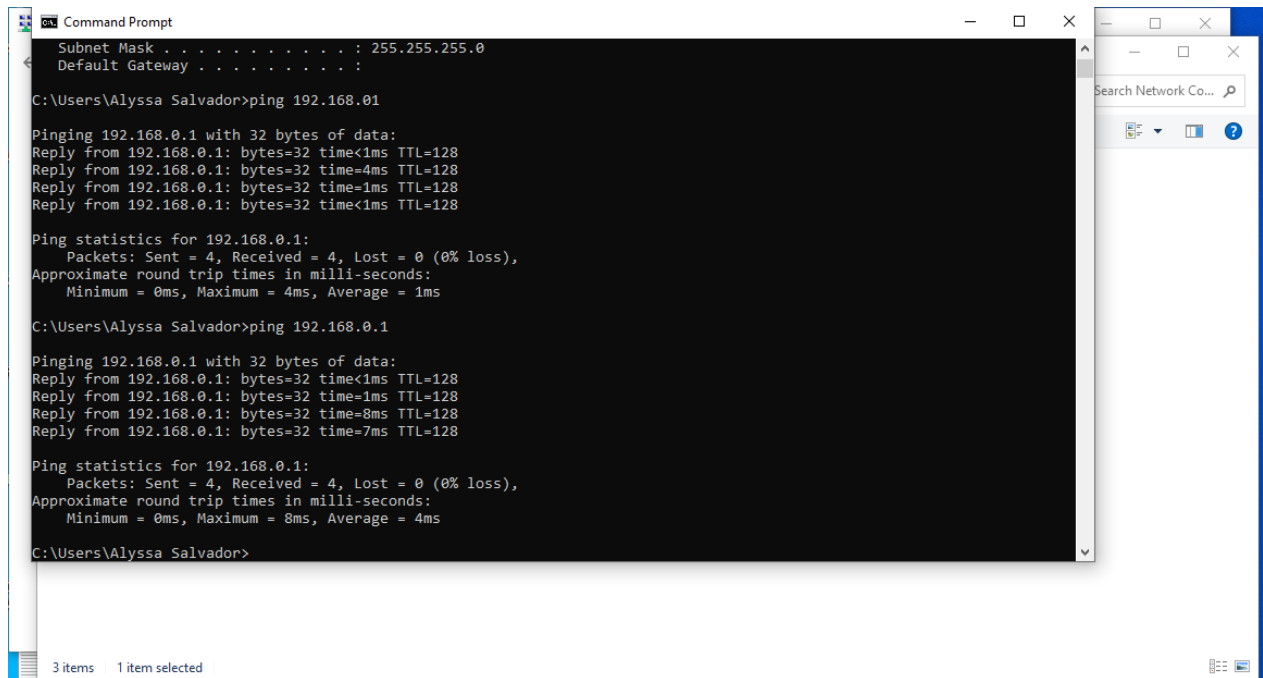 Command Prompt
Subnet Mask . . . . . . . . . . . : 255.255.255.0
Default Gateway . . . . . . . . . :
C:\Users\Alyssa Salvador>ping 192.168.01
Pinging 192.168.0.1 with 32 bytes of data:
Reply from 192.168.0.1: bytes=32 time<1ms TTL=128
Reply from 192.168.0.1: bytes=32 time=4ms TTL=128
Reply from 192.168.0.1: bytes=32 time=1ms TTL=128
Reply from 192.168.0.1: bytes=32 time<1ms TTL=128
Ping statistics for 192.168.0.1:
Packets: Sent = 4, Received = 4, Lost = 0 (0% loss),
Approximate round trip times in milli-seconds:
Minimum = 0ms, Maximum = 4ms, Average = 1ms
C:\Users\Alyssa Salvador>ping 192.168.0.1
Pinging 192.168.0.1 with 32 bytes of data:
Reply from 192.168.0.1: bytes=32 time<1ms TTL=128
Reply from 192.168.0.1: bytes=32 time=1ms TTL=128
Reply from 192.168.0.1: bytes=32 time=8ms TTL=128
Reply from 192.168.0.1: bytes=32 time=7ms TTL=128
Ping statistics for 192.168.0.1:
Packets: Sent = 4, Received = 4, Lost = 0 (0% loss),
Approximate round trip times in milli-seconds:
Minimum = 0ms, Maximum = 8ms, Average = 4ms
C:\Users\Alyssa Salvador>
Search Network Co...
3 items 1 item selected